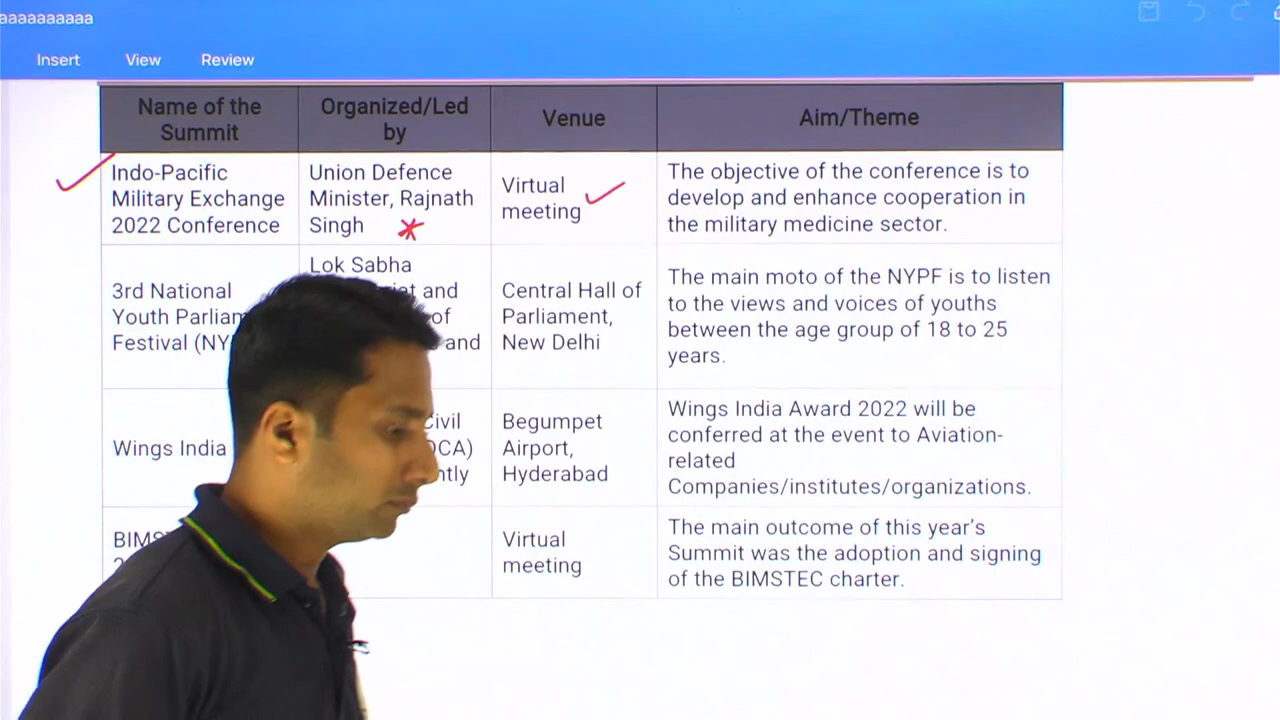 aaaaaaaaaa
Insert View Review
Name of the
Summit
Organized/Led
by
Venue
Aim/Theme
Indo-Pacific
Military Exchange
2022 Conference
Union Defence
Minister, Rajnath
Singh
Virtual
meeting
The objective of the conference is to
develop and enhance cooperation in
the military medicine sector.
3rd National
Youth
Festival
Lok Sabha
and
of
and
Central Hall of
Parliament,
New Delhi
The main moto of the NYPF is to listen
to the views and voices of youths
between the age group of 18 to 25
years.
Wings India
Begumpet
Airport,
Hyderabad
Wings India Award 2022 will be
conferred at the event to Aviation-
related
Companies/institutes/organizations.
Virtual
meeting
The main outcome of this year's
Summit was the adoption and signing
of the BIMSTEC charter.